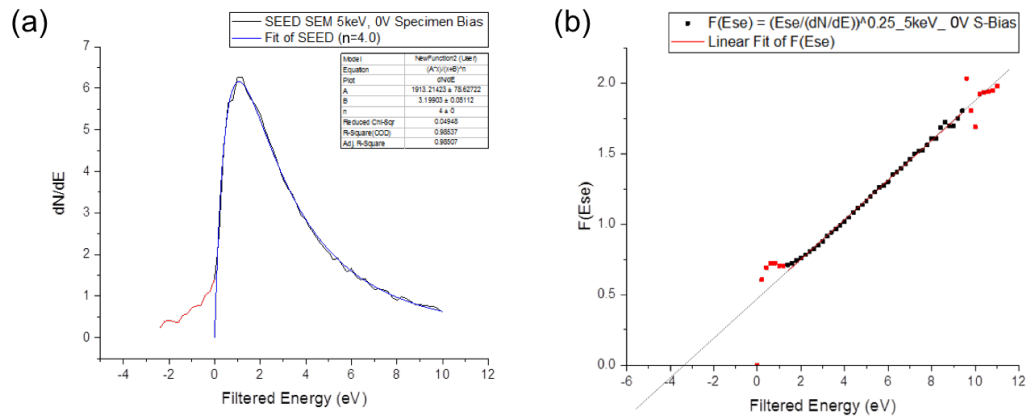 (a)
SEED SEM 5keV, 0V Specimen Bias
Fit of SEED (n=4.0)
Model NewFunction2 (User)
Equation (A*x)/(x+B)^n
Plot dN/dE
A 1913.21423 ± 78.62722
B 3.19903 ± 0.08112
n 4 ± 0
Reduced Chi-Sqr 0.04948
R-Square(COD) 0.98537
Adj. R-Square 0.98507
dN/dE
7
6
5
4
3
2
1
0
-4 -2 0 2 4 6 8 10 12
Filtered Energy (eV)
(b)
F(Ese) = (Ese/(dN/dE))^0.25_5keV_ 0V S-Bias
Linear Fit of F(Ese)
F(Ese)
2.0
1.5
1.0
0.5
0.0
-6 -4 -2 0 2 4 6 8 10 12
Filtered Energy (eV)